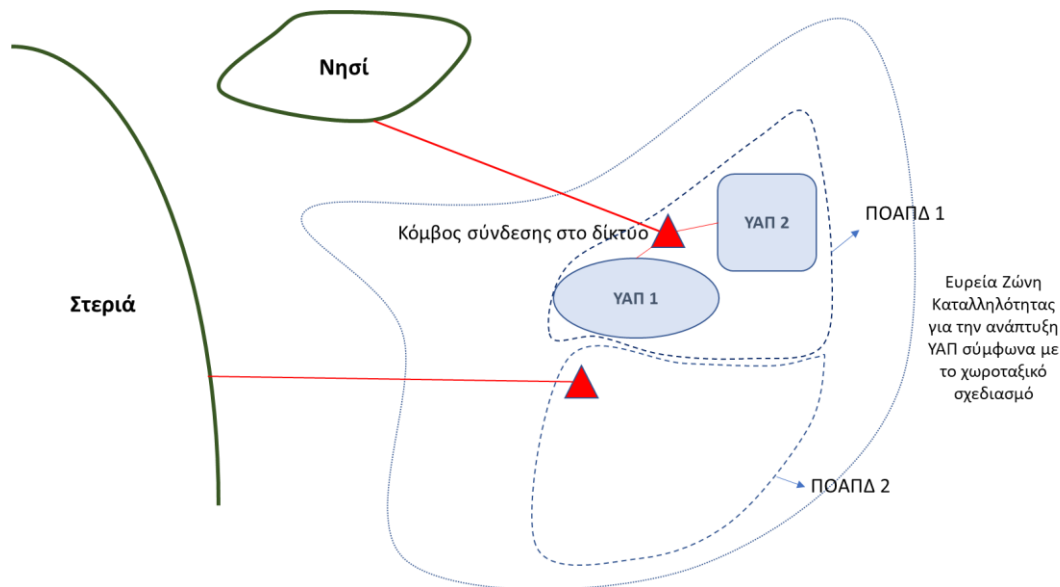 Νησί
Στεριά
Κόμβος σύνδεσης στο δίκτυο
ΥΑΠ 2
ΥΑΠ 1
ΠΟΑΠΔ 1
Ευρεία Ζώνη
Καταλληλότητας
για την ανάπτυξη
ΥΑΠ σύμφωνα με
το χωροταξικό
σχεδιασμό
ΠΟΑΠΔ 2